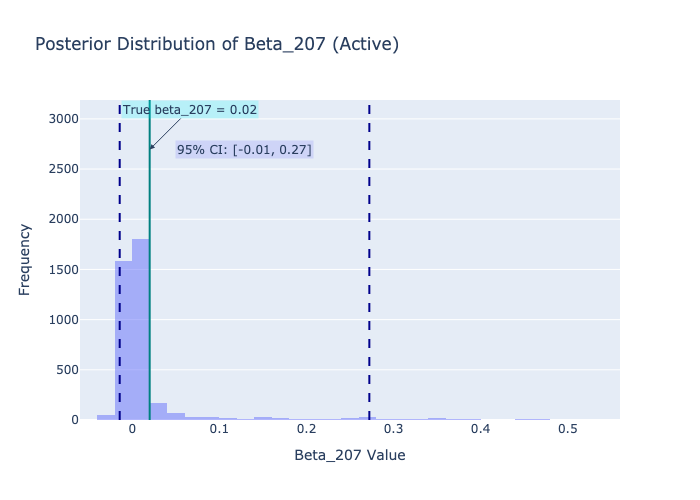 Posterior Distribution of Beta_207 (Active)
True beta_207 = 0.02
95% CI: [-0.01, 0.27]
3000
2500
2000
1500
1000
500
0
Frequency
0 0.1 0.2 0.3 0.4 0.5
Beta_207 Value